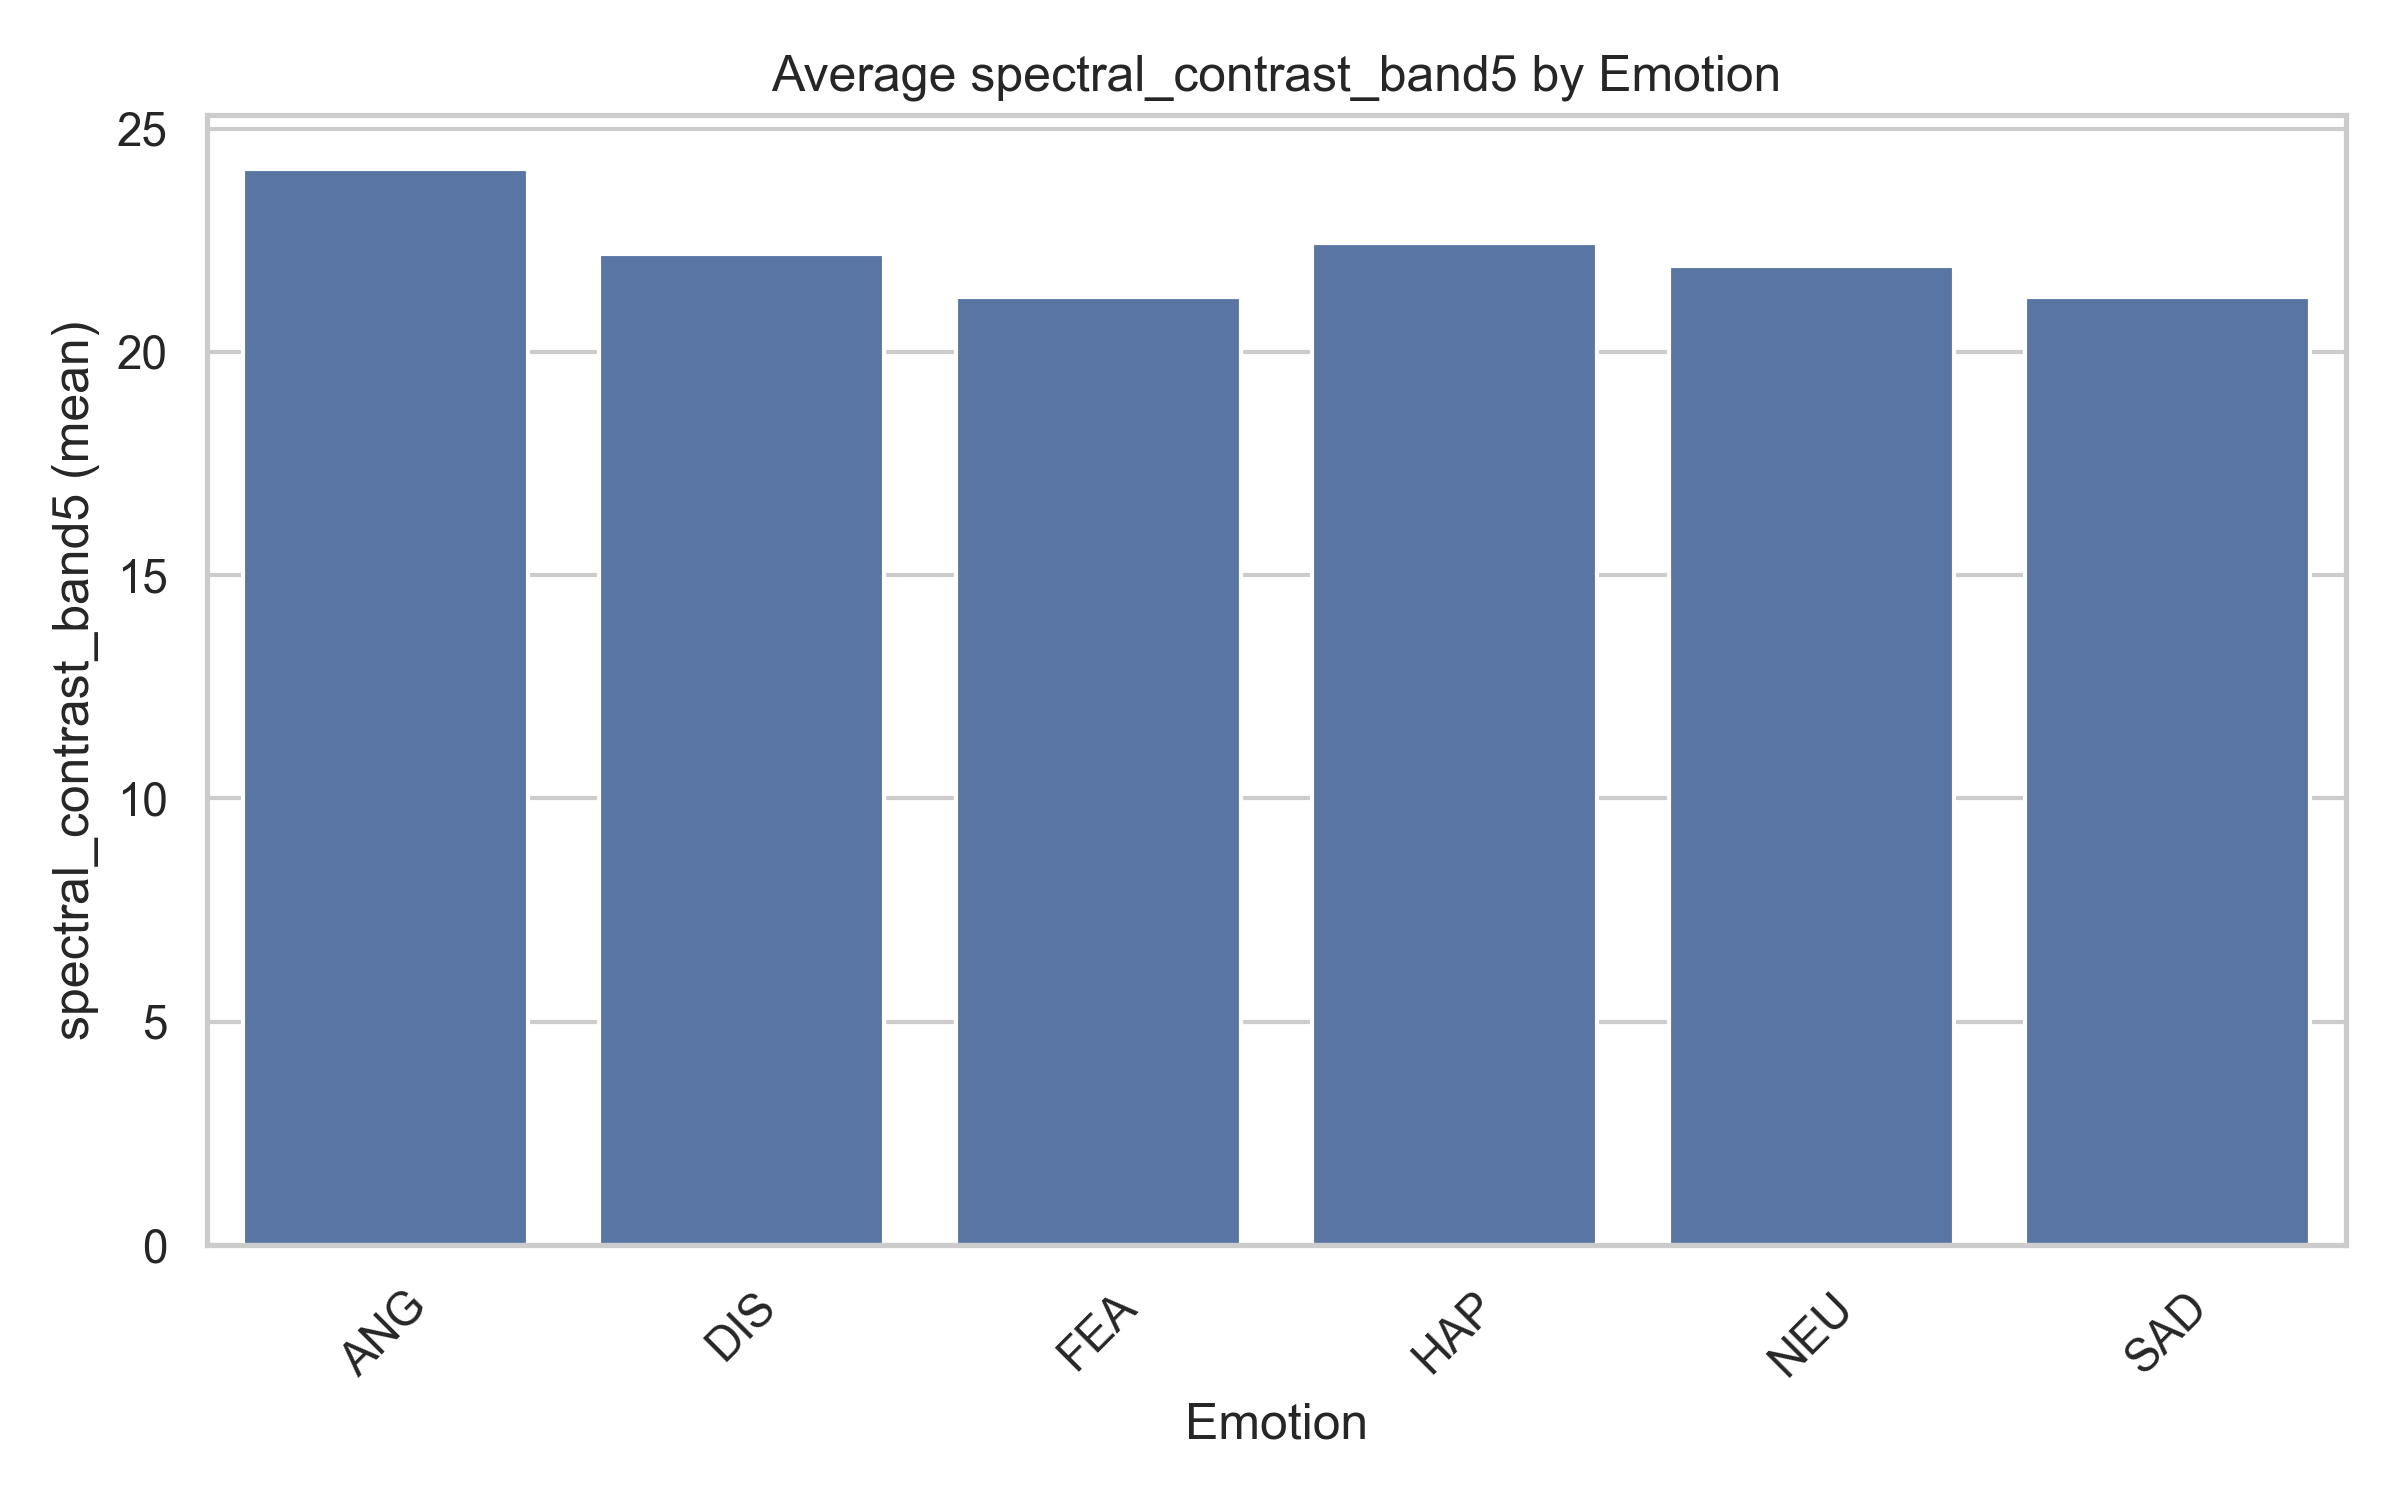 Average spectral_contrast_band5 by Emotion
spectral_contrast_band5 (mean)
25
20
15
10
5
0
ANG
DIS
FEA
HAP
NEU
SAD
Emotion